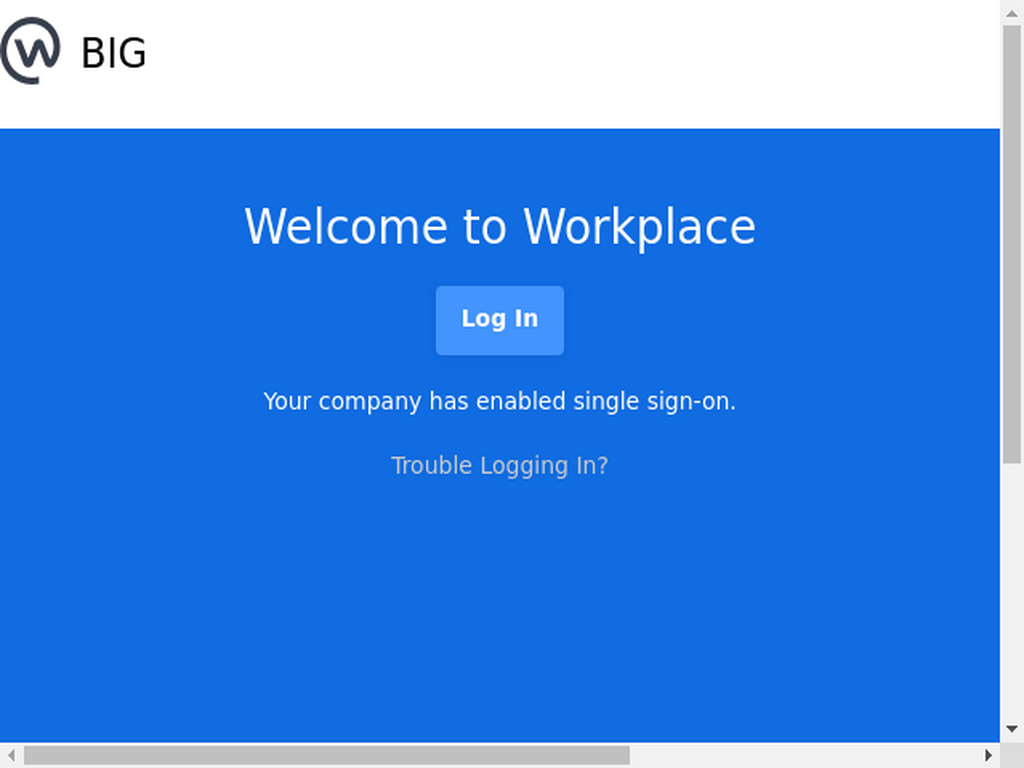 BIG
Welcome to Workplace
Log In
Your company has enabled single sign-on.
Trouble Logging In?